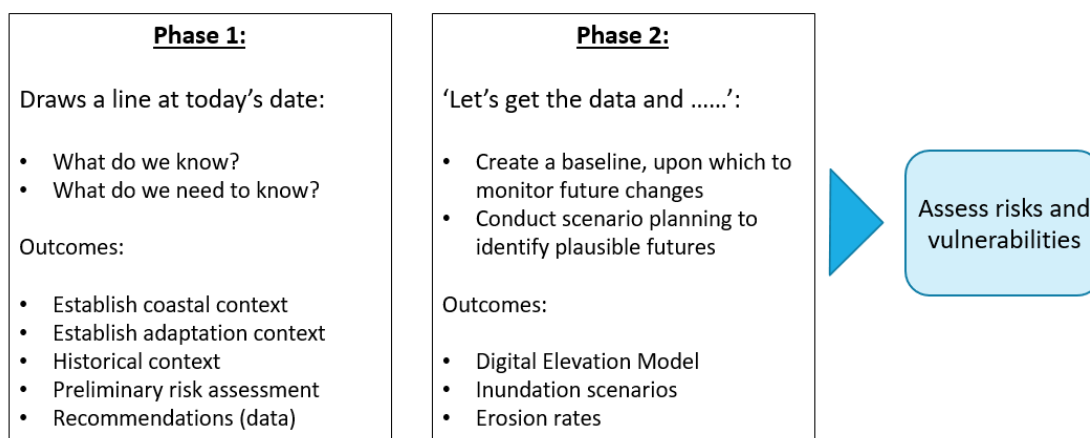 Phase 1:
Draws a line at today's date:
• What do we know?
• What do we need to know?
Outcomes:
• Establish coastal context
• Establish adaptation context
• Historical context
• Preliminary risk assessment
• Recommendations (data)
Phase 2:
‘Let's get the data and ......’:
• Create a baseline, upon which to
monitor future changes
• Conduct scenario planning to
identify plausible futures
Outcomes:
• Digital Elevation Model
• Inundation scenarios
• Erosion rates
Assess risks and
vulnerabilities